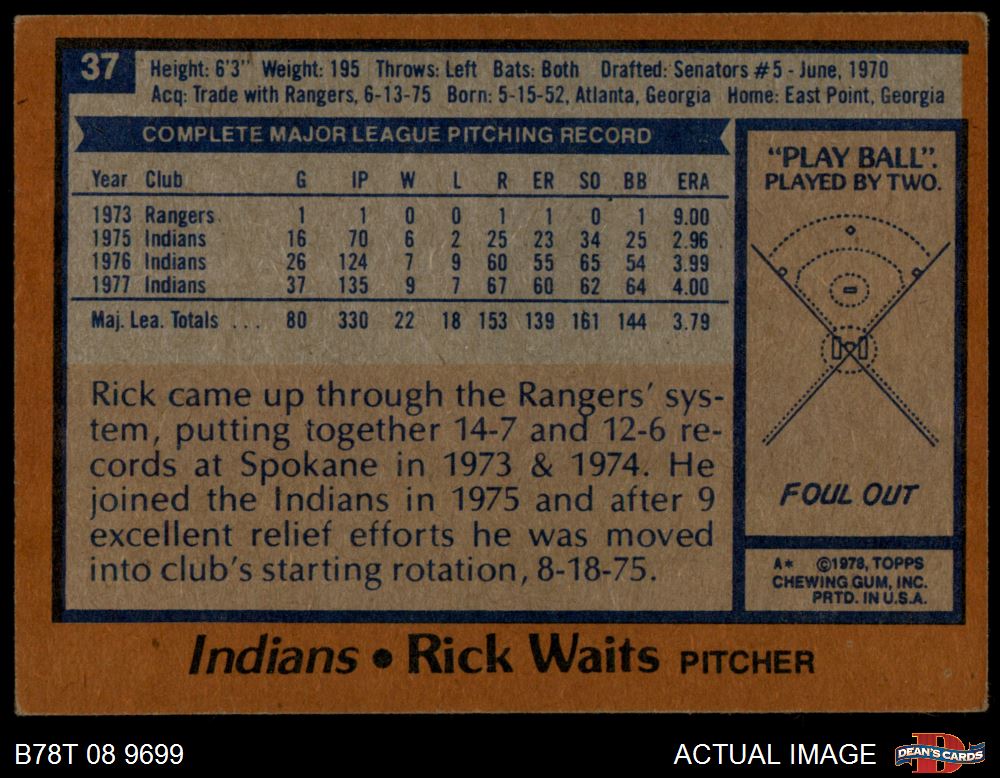 37
Height: 6'3" Weight: 195 Throws: Left Bats: Both Drafted: Senators #5 - June, 1970
Acq: Trade with Rangers, 6-13-75 Born: 5-15-52, Atlanta, Georgia Home: East Point, Georgia
COMPLETE MAJOR LEAGUE PITCHING RECORD
Year Club G IP W L R ER SO BB ERA
1973 Rangers 1 1 0 0 1 1 0 1 9.00
1975 Indians 16 70 6 2 25 23 34 25 2.96
1976 Indians 26 124 7 9 60 55 65 54 3.99
1977 Indians 37 135 9 7 67 60 62 64 4.00
Maj. Lea. Totals . . . 80 330 22 18 153 139 161 144 3.79
Rick came up through the Rangers' sys-
tem, putting together 14-7 and 12-6 re-
cords at Spokane in 1973 & 1974. He
joined the Indians in 1975 and after 9
excellent relief efforts he was moved
into club's starting rotation, 8-18-75.
"PLAY BALL".
PLAYED BY TWO.
FOUL OUT
A* ©1978, TOPPS
CHEWING GUM, INC.
PRTD. IN U.S.A.
Indians • Rick Waits PITCHER
B78T 08 9699
ACTUAL IMAGE
D
DEAN'S CARDS